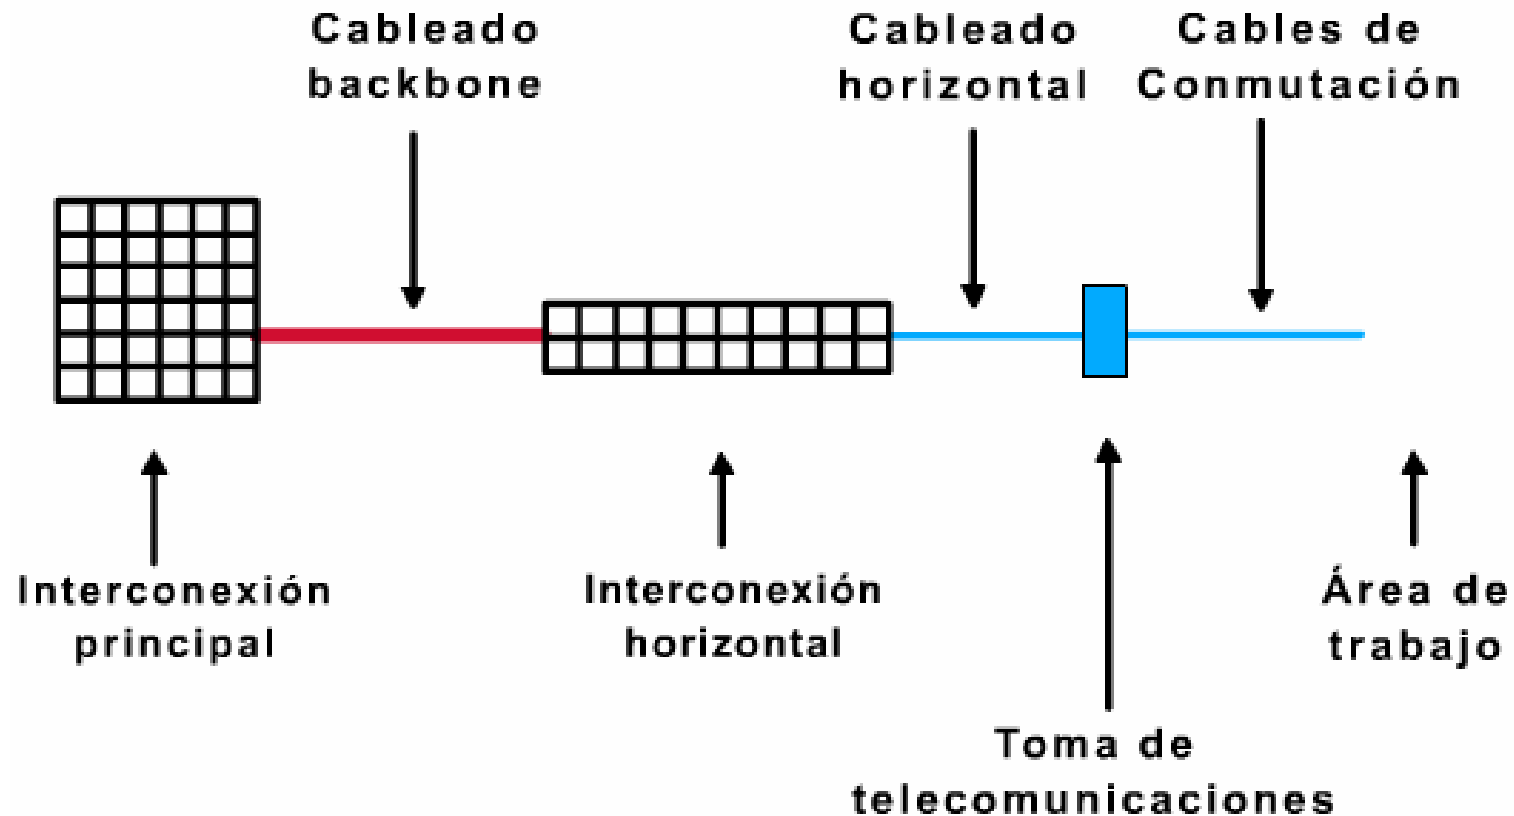 Cableado
backbone
Cableado
horizontal
Cables de
Conmutación
Interconexión
principal
Interconexión
horizontal
Área de
trabajo
Toma de
telecomunicaciones